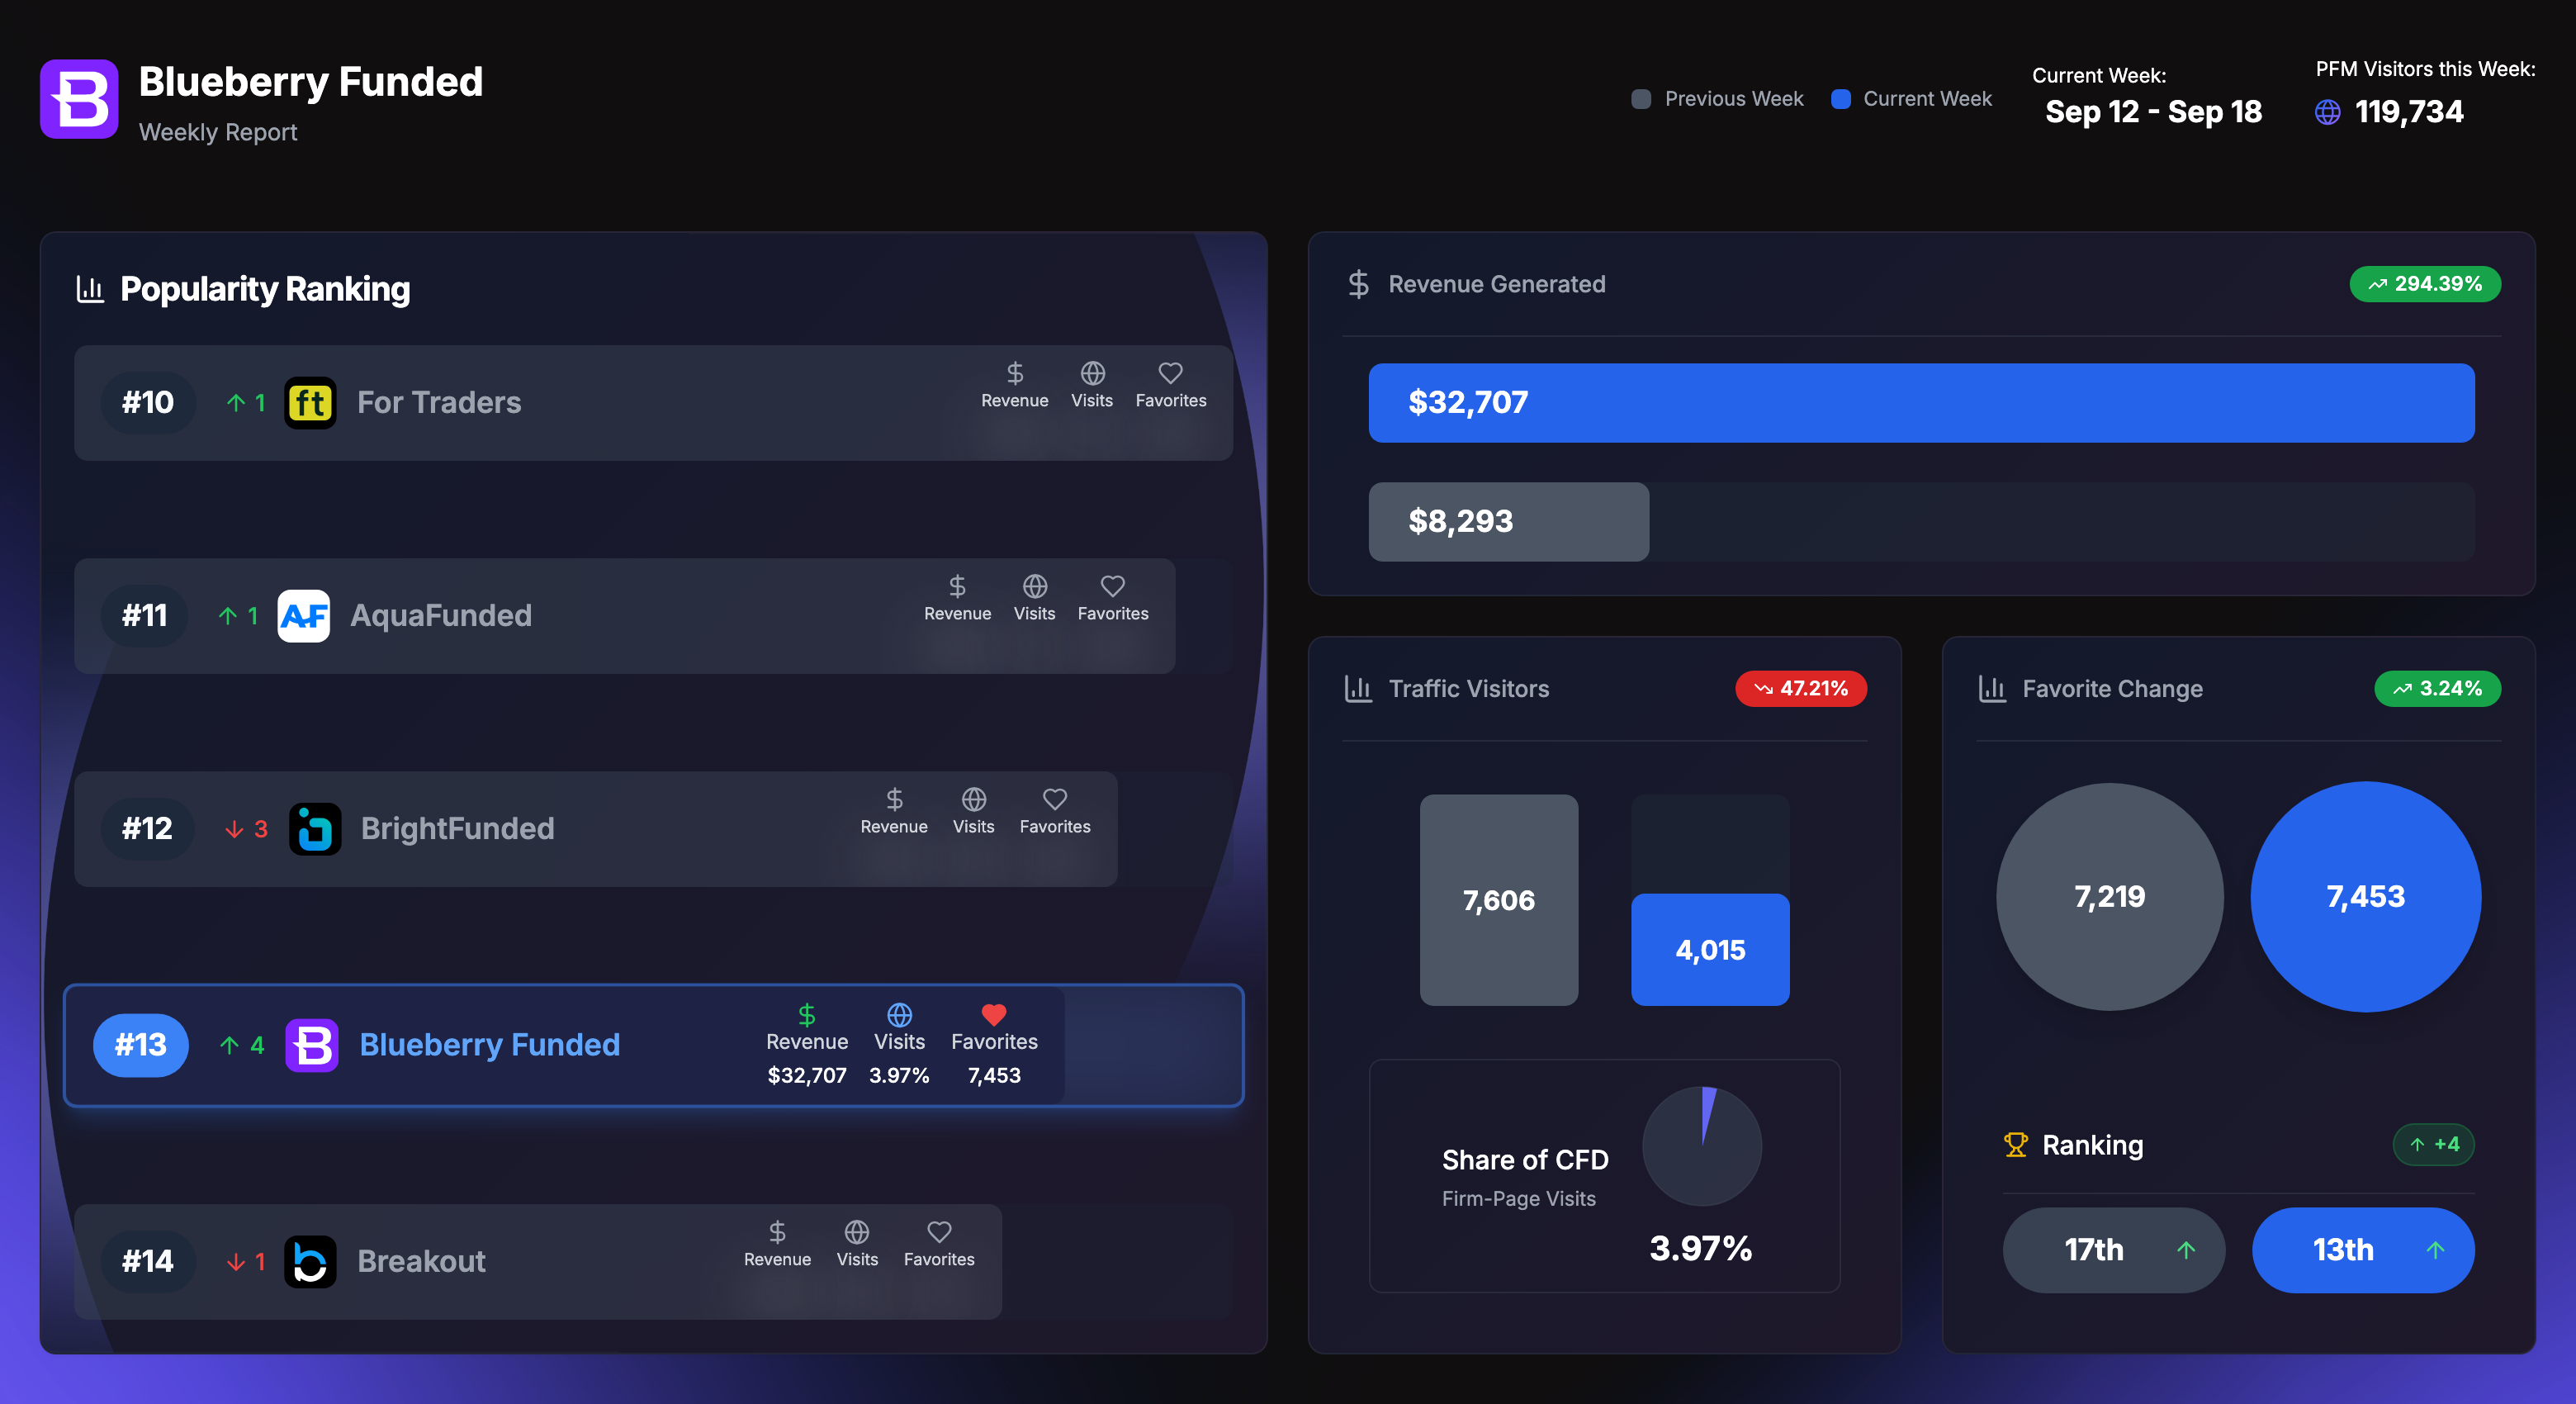 Blueberry Funded
Weekly Report
Previous Week
Current Week
Current Week:
Sep 12 - Sep 18
PFM Visitors this Week:
119,734
Popularity Ranking
#10
1
ft
For Traders
Revenue
Visits
Favorites
#11
1
AF
AquaFunded
Revenue
Visits
Favorites
#12
3
BrightFunded
Revenue
Visits
Favorites
#13
4
B
Blueberry Funded
Revenue
Visits
Favorites
$32,707
3.97%
7,453
#14
1
b
Breakout
Revenue
Visits
Favorites
Revenue Generated
294.39%
$32,707
$8,293
Traffic Visitors
47.21%
7,606
4,015
Share of CFD
Firm-Page Visits
3.97%
Favorite Change
3.24%
7,219
7,453
Ranking
+4
17th
13th